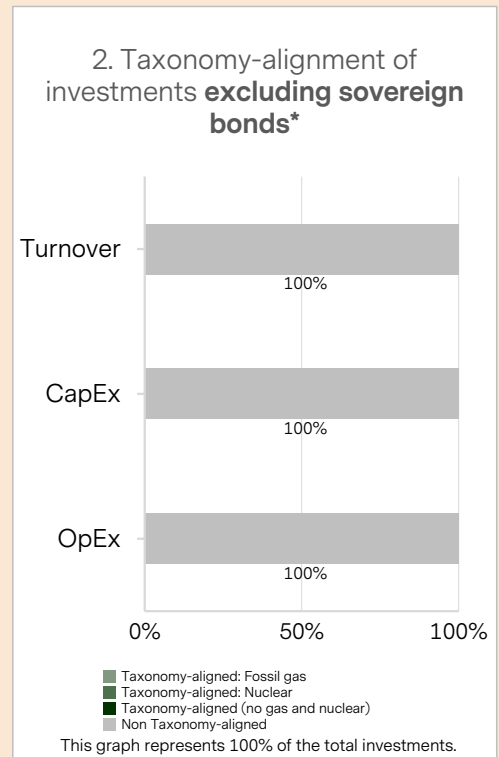 2. Taxonomy-alignment of
investments excluding sovereign
bonds*
Turnover
100%
CapEx
100%
OpEx
100%
0% 50% 100%
Taxonomy-aligned: Fossil gas
Taxonomy-aligned: Nuclear
Taxonomy-aligned (no gas and nuclear)
Non Taxonomy-aligned
This graph represents 100% of the total investments.